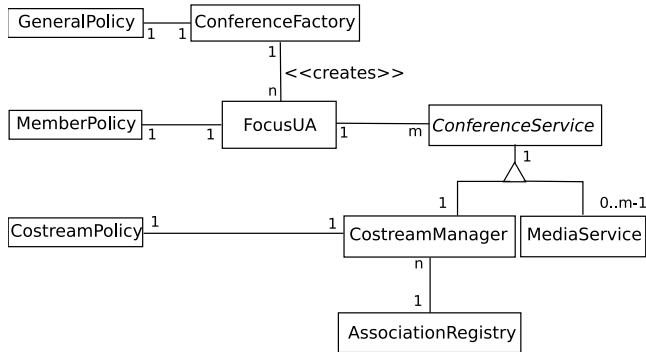 GeneralPolicy
1
1
ConferenceFactory
1
<<creates>>
n
MemberPolicy
1
1
FocusUA
1
m
ConferenceService
1
1
0..m-1
CostreamPolicy
1
1
CostreamManager
MediaService
n
1
AssociationRegistry